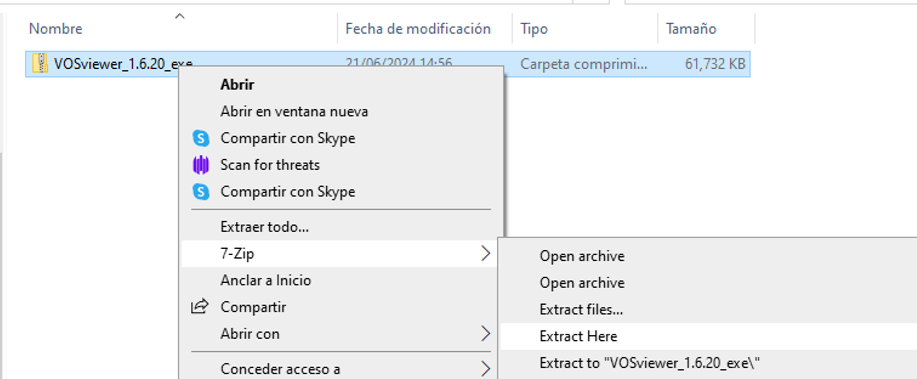 Nombre Fecha de modificación Tipo Tamaño
VOSviewer_1.6.20_exe 21/06/2024 14:56 Carpeta comprimi... 61,732 KB
Abrir
Abrir en ventana nueva
Compartir con Skype
Scan for threats
Compartir con Skype
Extraer todo...
7-Zip
Anclar a Inicio
Compartir
Abrir con
Conceder acceso a
Open archive
Open archive
Extract files...
Extract Here
Extract to "VOSviewer_1.6.20_exe\"